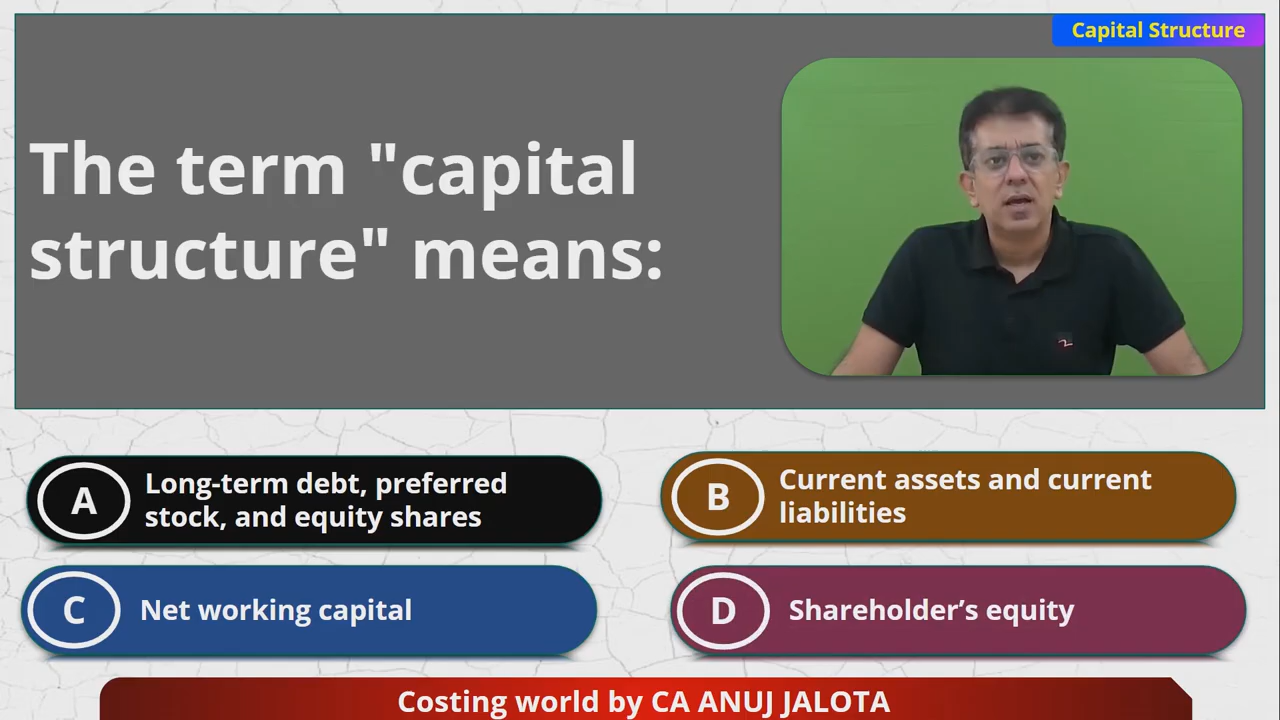 Capital Structure
The term "capital
structure" means:
A
Long-term debt, preferred
stock, and equity shares
B
Current assets and current
liabilities
C
Net working capital
D
Shareholder’s equity
Costing world by CA ANUJ JALOTA